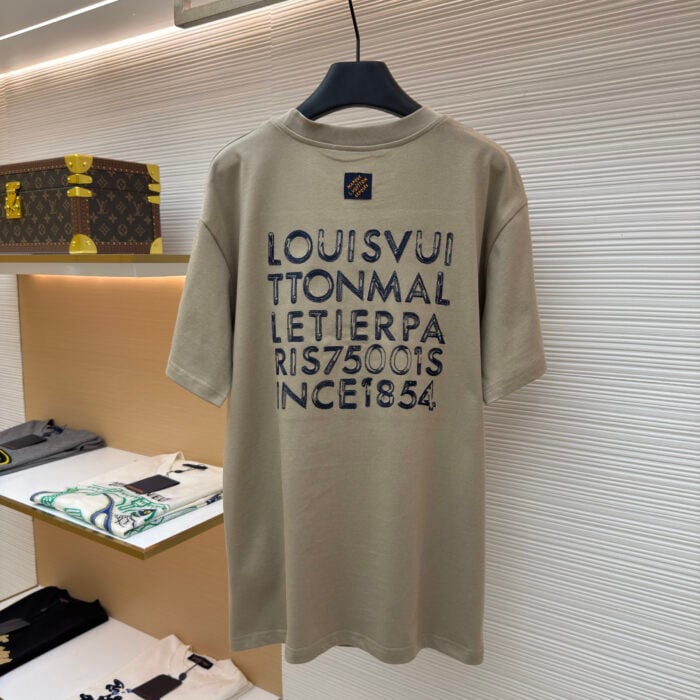 LOUISVUI
TTONMAL
LETIERPA
RIS75001S
INCE1854